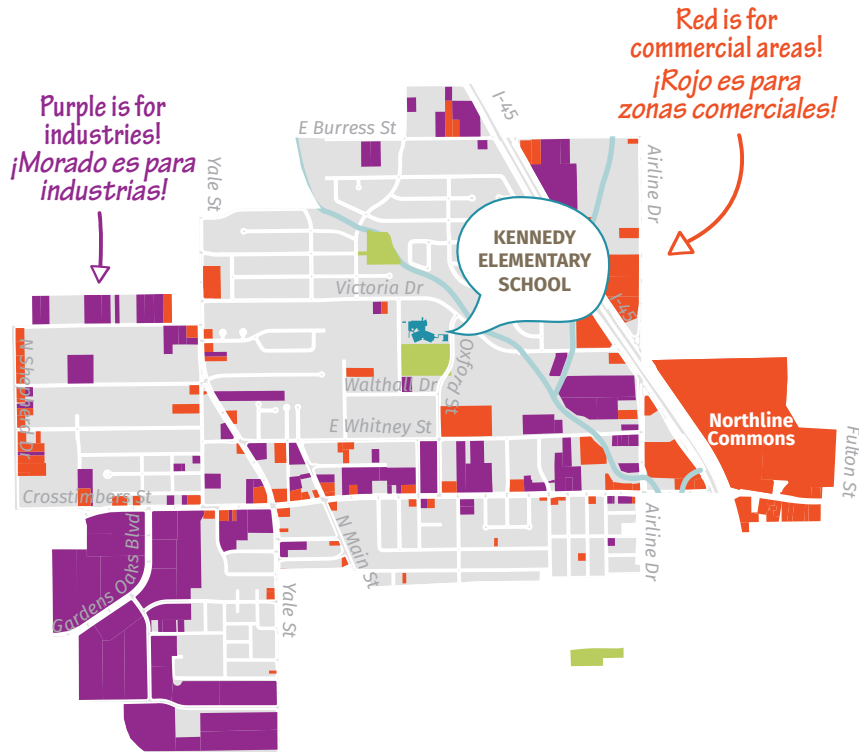 Red is for
commercial areas!
¡Rojo es para
zonas comerciales!
Purple is for
industries!
¡Morado es para
industrias!
I-45
E Burress St
Airline Dr
Yale St
KENNEDY
ELEMENTARY
SCHOOL
Victoria Dr
I-45
N Shepherd Dr
Oxford St
Walthall Dr
E Whitney St
Northline
Commons
Fulton St
Crosstimbers St
N Main St
Airline Dr
Gardens Oaks Blvd
Yale St